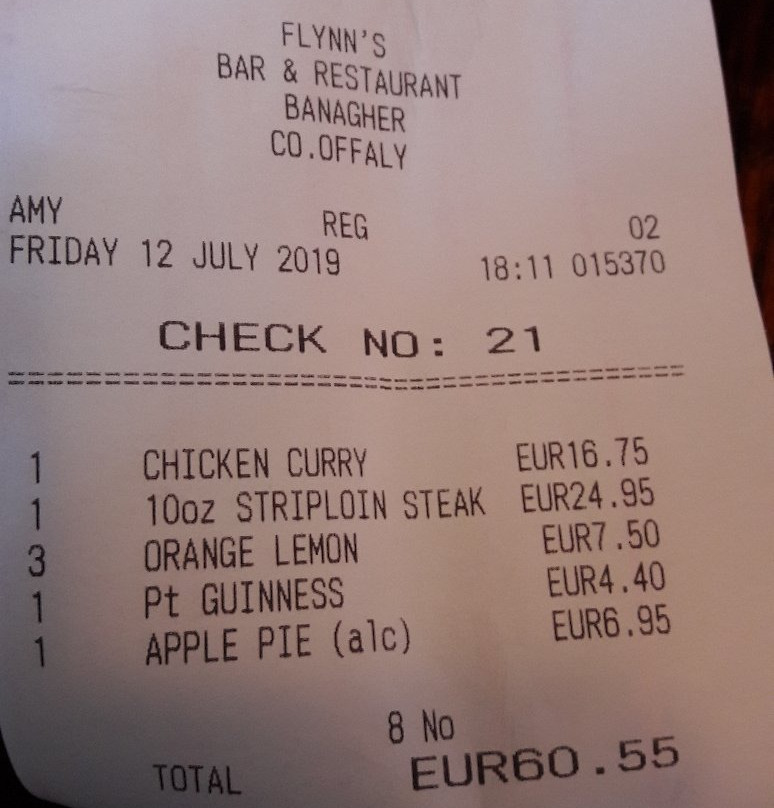 FLYNN'S
BAR & RESTAURANT
BANAGHER
CO.OFFALY
AMY REG 02
FRIDAY 12 JULY 2019 18:11 015370
CHECK NO: 21
==================================
1 CHICKEN CURRY EUR16.75
1 10oz STRIPLOIN STEAK EUR24.95
3 ORANGE LEMON EUR7.50
1 Pt GUINNESS EUR4.40
1 APPLE PIE (alc) EUR6.95
8 No
TOTAL EUR60.55